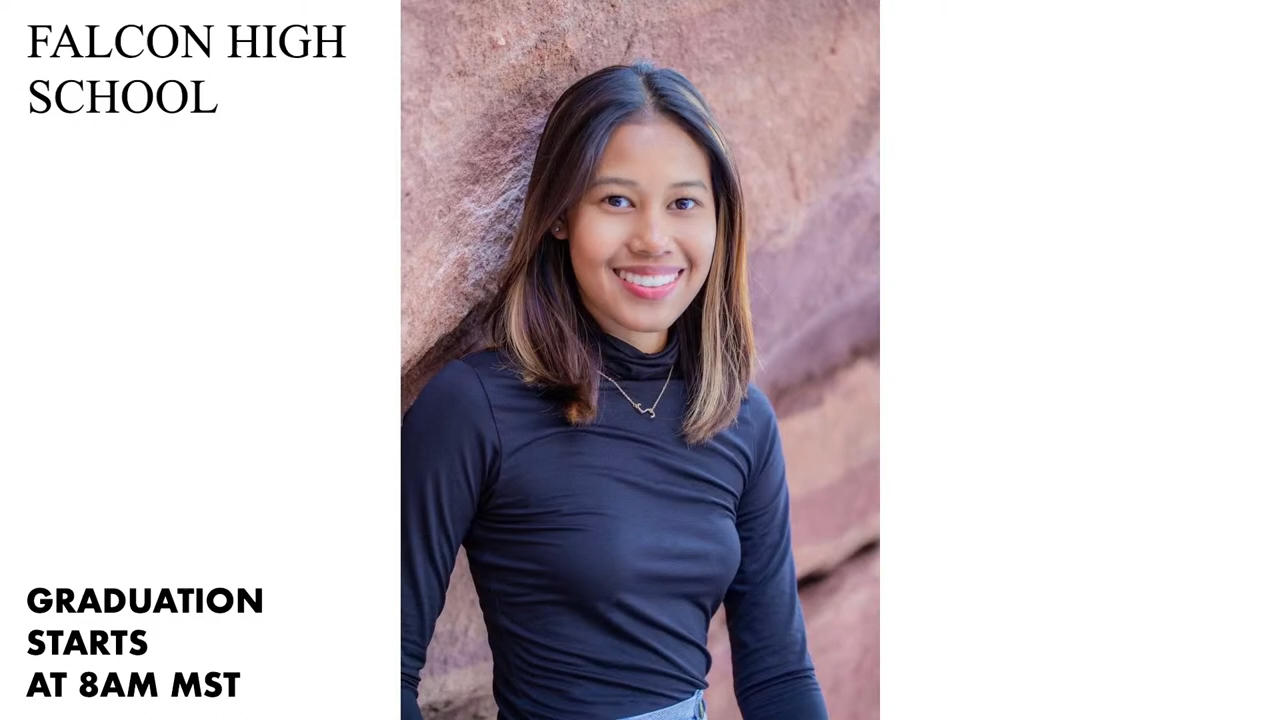 FALCON HIGH
SCHOOL
GRADUATION
STARTS
AT 8AM MST